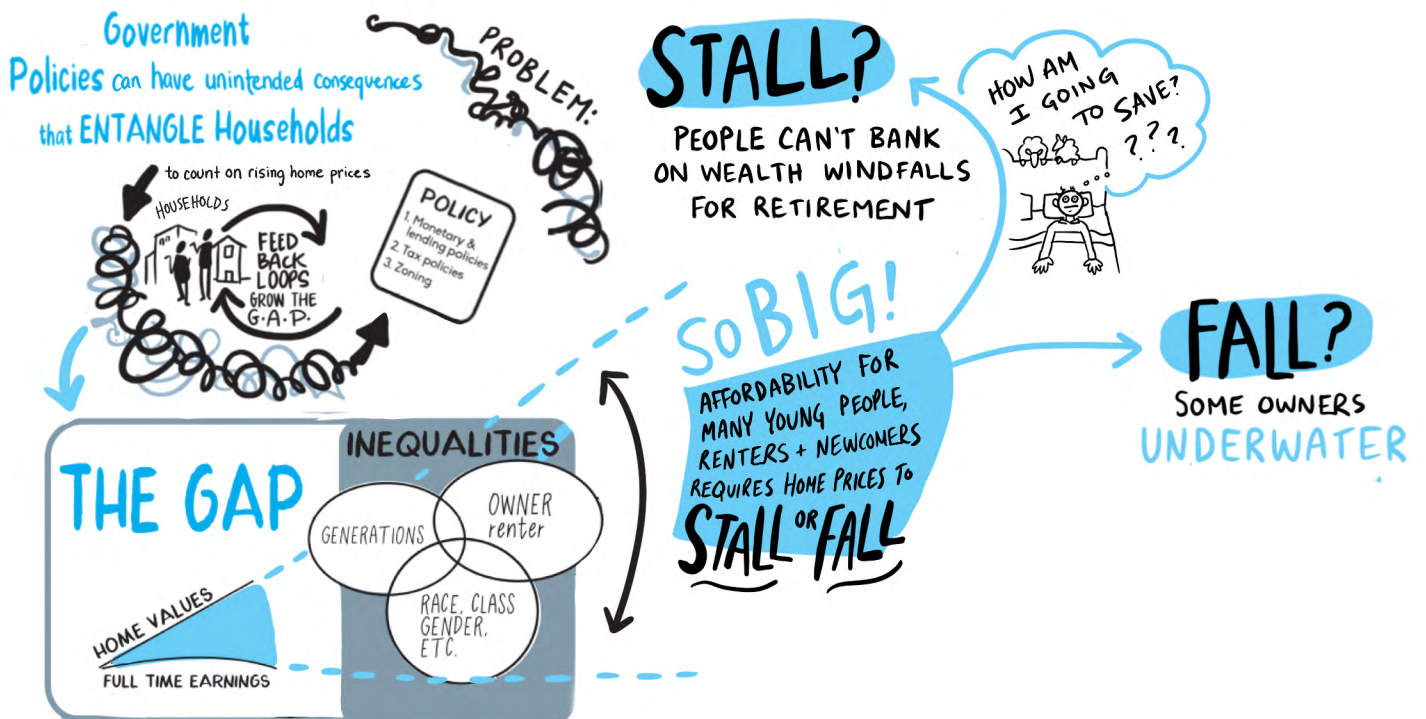 Government
Policies can have unintended consequences
that ENTANGLE Households
to count on rising home prices
PROBLEM:
HOUSEHOLDS
FEED
BACK
LOOPS
GROW THE
G.A.P.
POLICY
1. Monetary &
lending policies
2. Tax policies
3. Zoning
THE GAP
HOME VALUES
FULL TIME EARNINGS
INEQUALITIES
GENERATIONS
OWNER
renter
RACE, CLASS
GENDER,
ETC.
SO BIG!
AFFORDABILITY FOR
MANY YOUNG PEOPLE,
RENTERS + NEWCOMERS
REQUIRES HOME PRICES TO
STALL OR FALL
STALL?
PEOPLE CAN'T BANK
ON WEALTH WINDFALLS
FOR RETIREMENT
HOW AM
I GOING
TO SAVE?
???
FALL?
SOME OWNERS
UNDERWATER